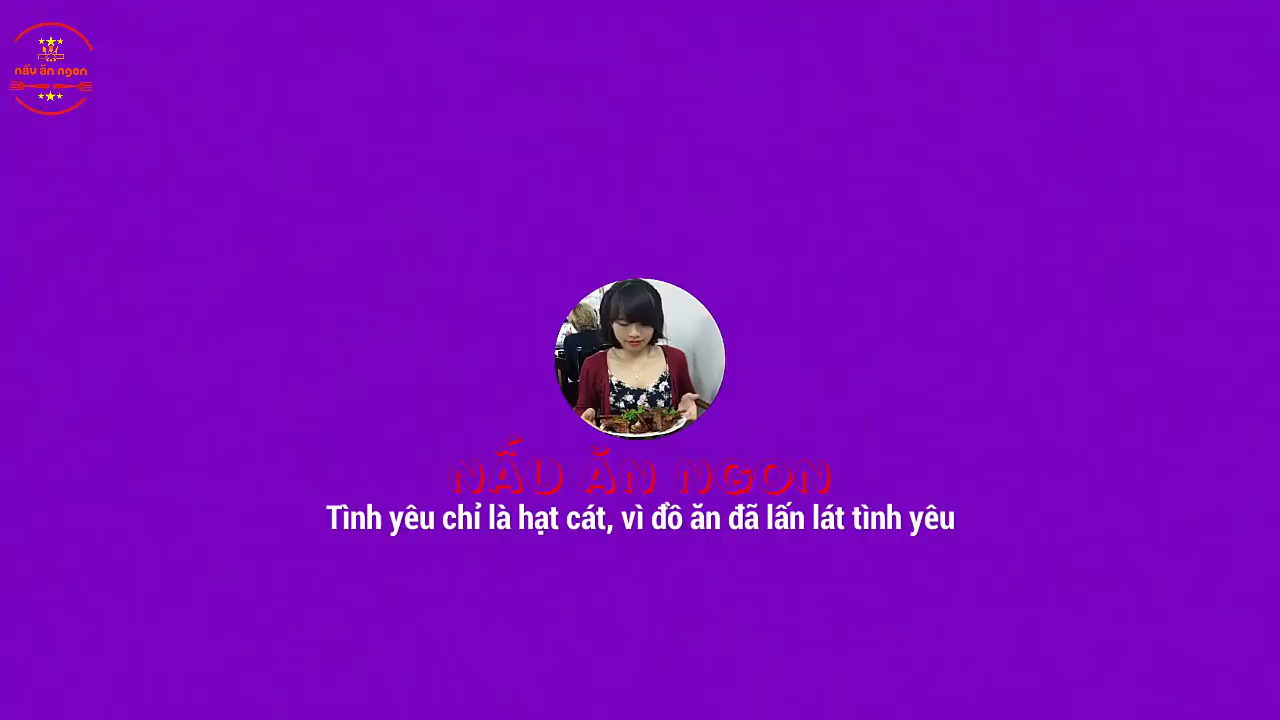 nấu ăn ngon
NẤU ĂN NGON
Tình yêu chỉ là hạt cát, vì đồ ăn đã lấn lát tình yêu